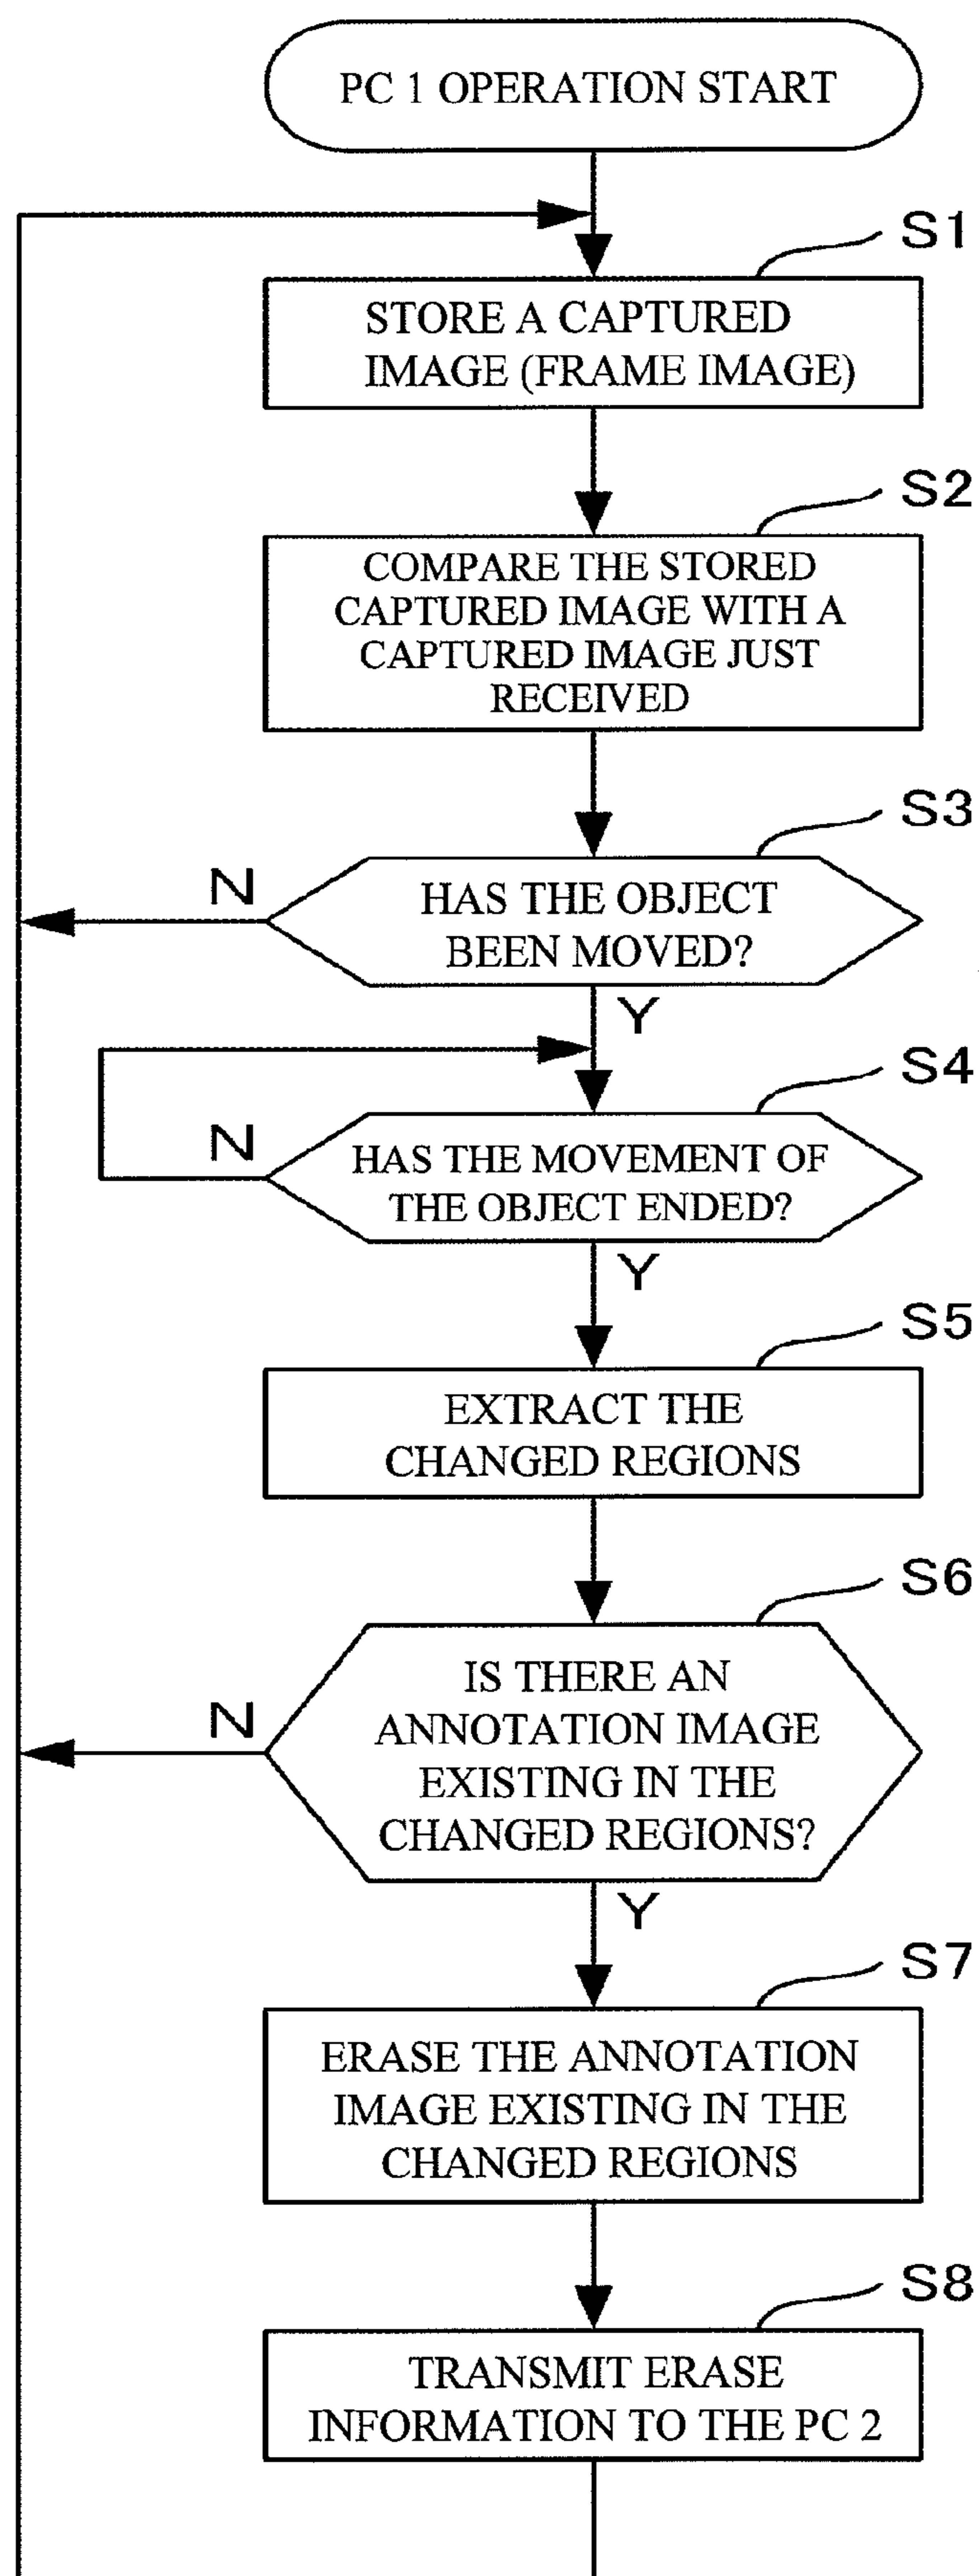 PC 1 OPERATION START
S1
STORE A CAPTURED
IMAGE (FRAME IMAGE)
S2
COMPARE THE STORED
CAPTURED IMAGE WITH A
CAPTURED IMAGE JUST
RECEIVED
S3
N
HAS THE OBJECT
BEEN MOVED?
Y
S4
N
HAS THE MOVEMENT OF
THE OBJECT ENDED?
Y
S5
EXTRACT THE
CHANGED REGIONS
S6
N
IS THERE AN
ANNOTATION IMAGE
EXISTING IN THE
CHANGED REGIONS?
Y
S7
ERASE THE ANNOTATION
IMAGE EXISTING IN THE
CHANGED REGIONS
S8
TRANSMIT ERASE
INFORMATION TO THE PC 2